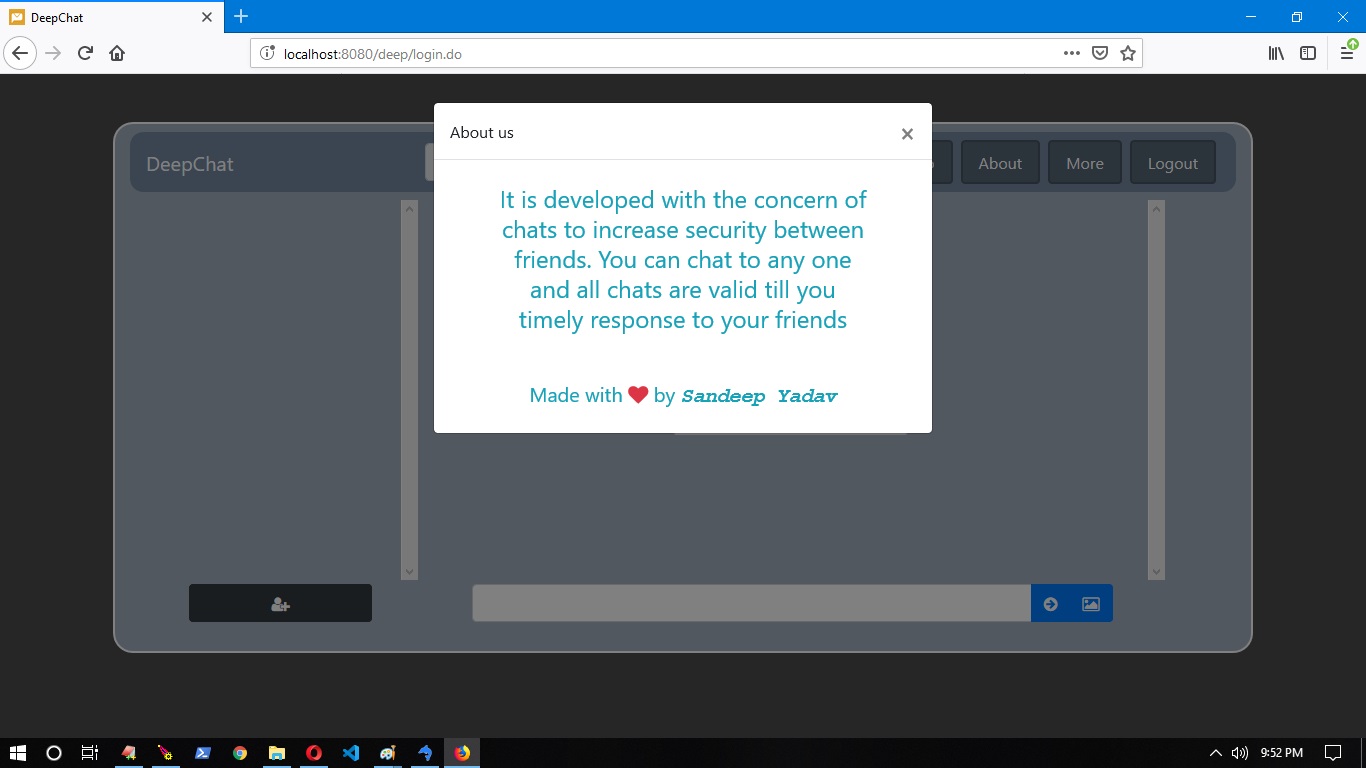 DeepChat
localhost:8080/deep/login.do
About us
×
DeepChat
About
More
Logout
It is developed with the concern of
chats to increase security between
friends. You can chat to any one
and all chats are valid till you
timely response to your friends
Made with ❤ by Sandeep Yadav
9:52 PM